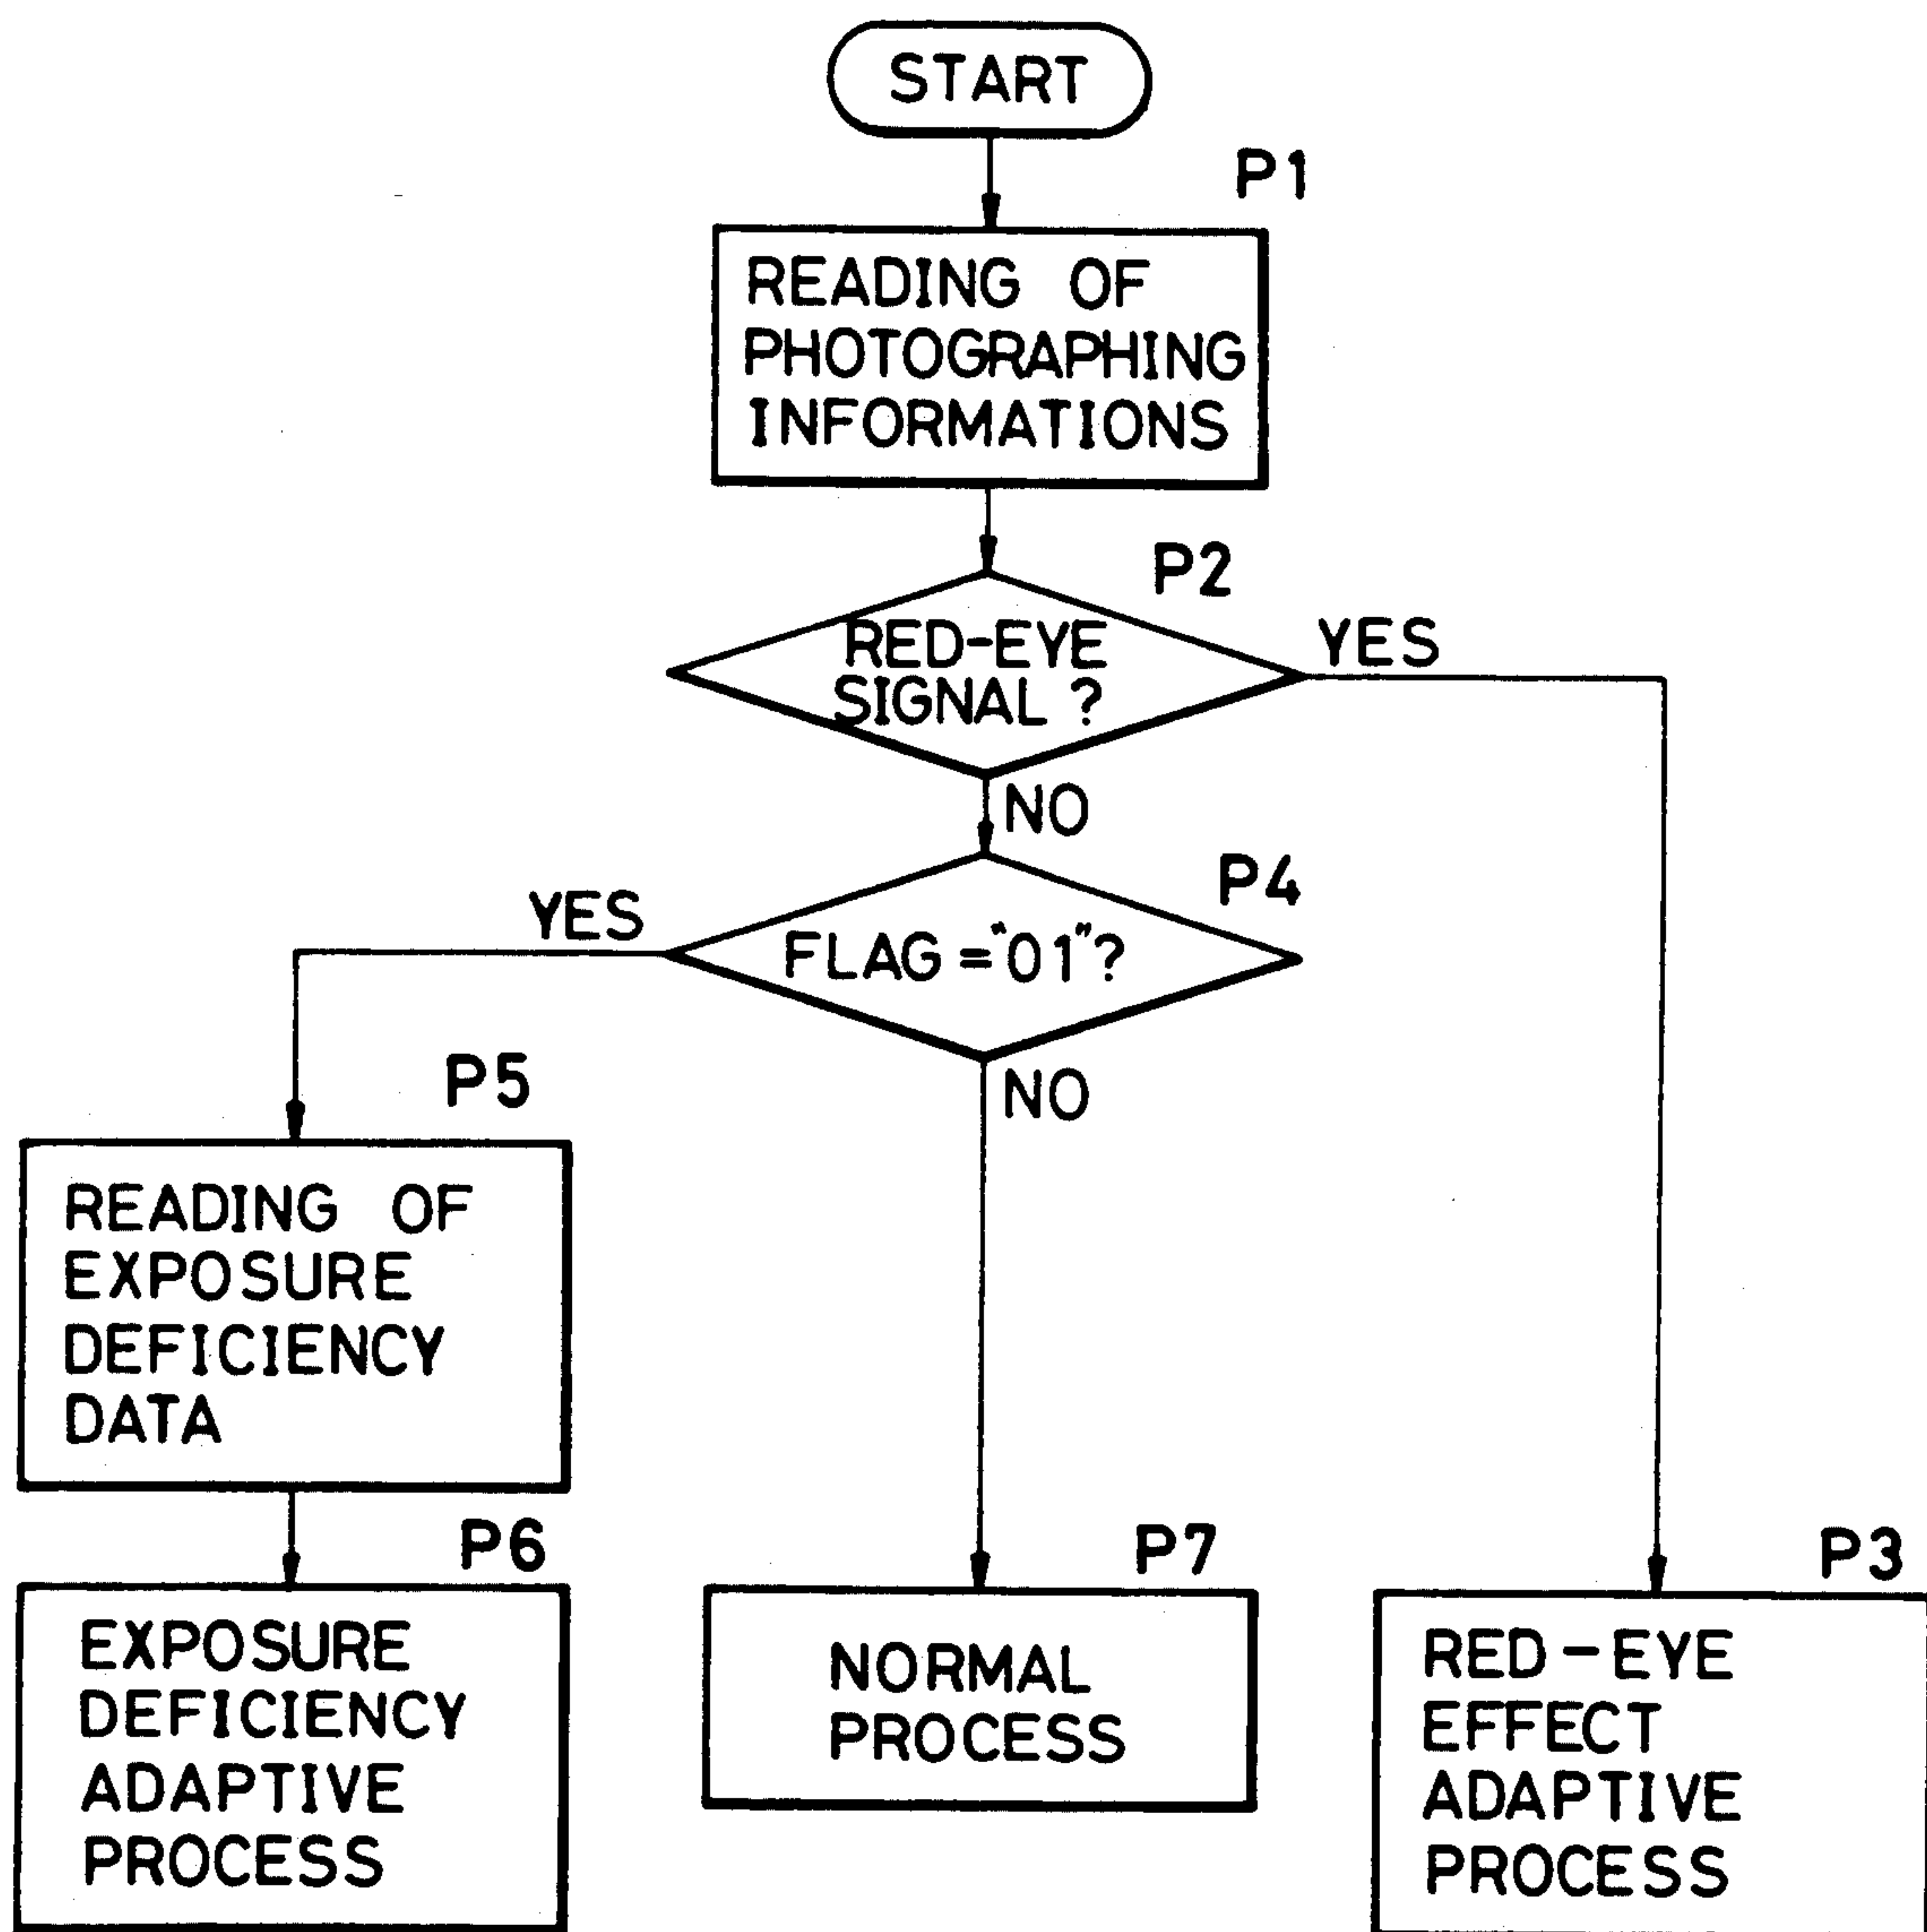 START
P1
READING OF
PHOTOGRAPHING
INFORMATIONS
P2
RED-EYE
SIGNAL ?
YES
NO
P4
YES
FLAG ="01"?
NO
P5
READING OF
EXPOSURE
DEFICIENCY
DATA
P6
EXPOSURE
DEFICIENCY
ADAPTIVE
PROCESS
P7
NORMAL
PROCESS
P3
RED-EYE
EFFECT
ADAPTIVE
PROCESS